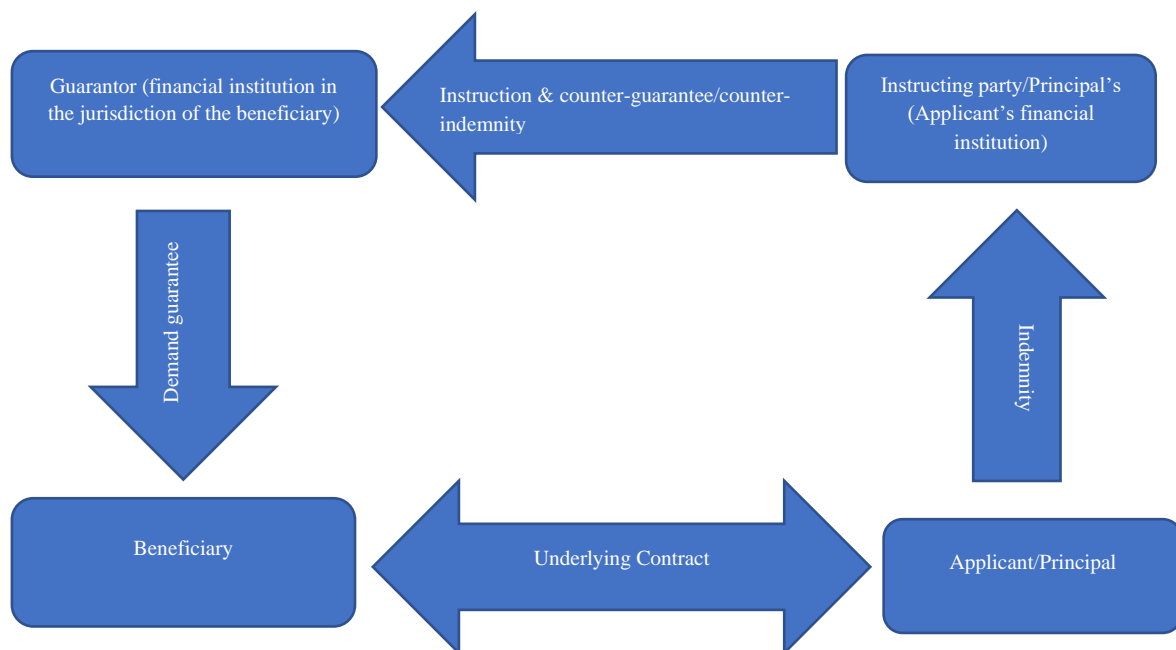 Guarantor (financial institution in
the jurisdiction of the beneficiary)
Instruction & counter-guarantee/counter-
indemnity
Instructing party/Principal’s
(Applicant’s financial
institution)
Demand guarantee
Indemnity
Beneficiary
Underlying Contract
Applicant/Principal